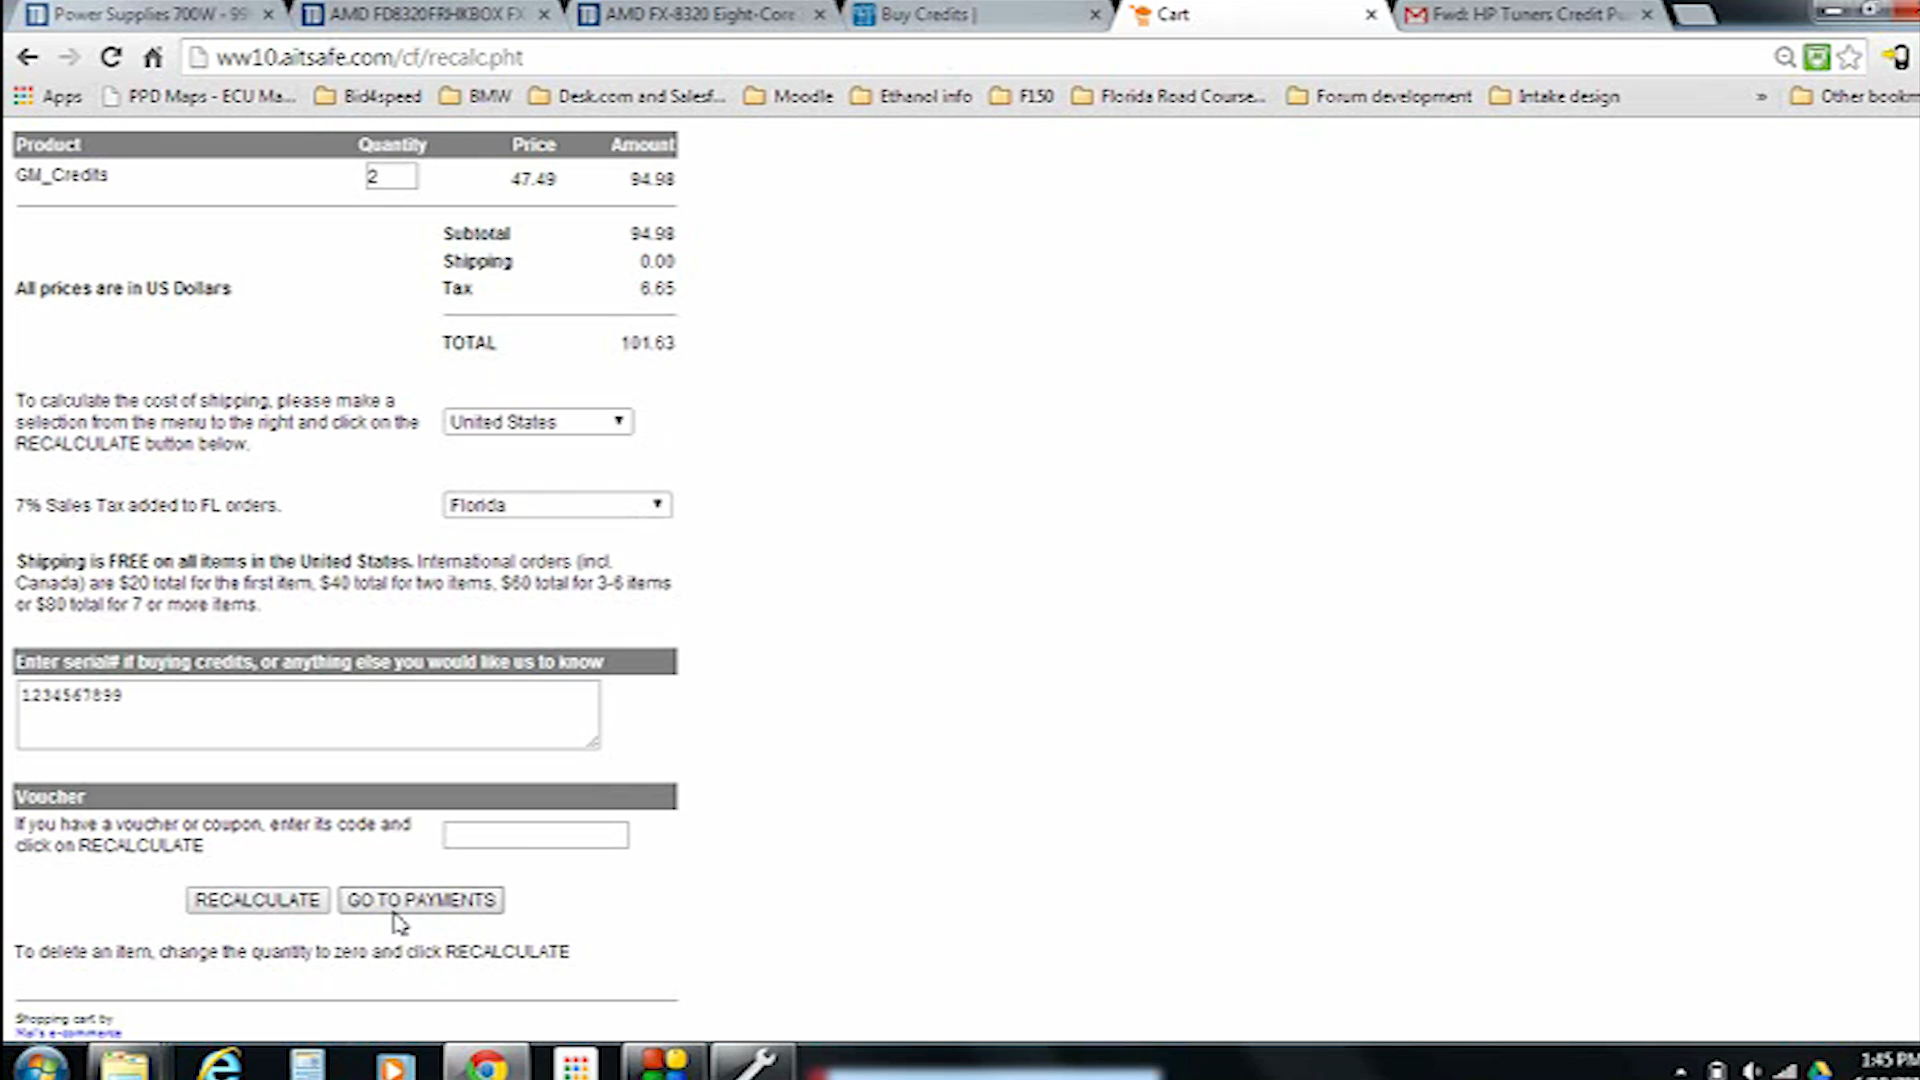 Power Supplies 700W - 99
AMD FD8320FRHKBOX FX
AMD FX-8320 Eight-Core
Buy Credits |
Cart
Fwd: HP Tuners Credit Pu
ww10.aitsafe.com/cf/recalc.pht
Apps
PPD Maps - ECU Ma...
Bid4speed
BMW
Desk.com and Salesf...
Moodle
Ethanol info
F150
Florida Road Course...
Forum development
Intake design
»
Other bookm
Product Quantity Price Amount
GM_Credits 2 47.49 94.98
Subtotal 94.98
Shipping 0.00
All prices are in US Dollars
Tax 6.65
TOTAL 101.63
To calculate the cost of shipping, please make a
selection from the menu to the right and click on the
RECALCULATE button below.
United States
7% Sales Tax added to FL orders.
Florida
Shipping is FREE on all items in the United States. International orders (incl.
Canada) are $20 total for the first item, $40 total for two items, $60 total for 3-6 items
or $80 total for 7 or more items.
Enter serial# if buying credits, or anything else you would like us to know
1234567899
Voucher
If you have a voucher or coupon, enter its code and
click on RECALCULATE
RECALCULATE
GO TO PAYMENTS
To delete an item, change the quantity to zero and click RECALCULATE
Shopping cart by
Mal's e-commerce
1:45 PM